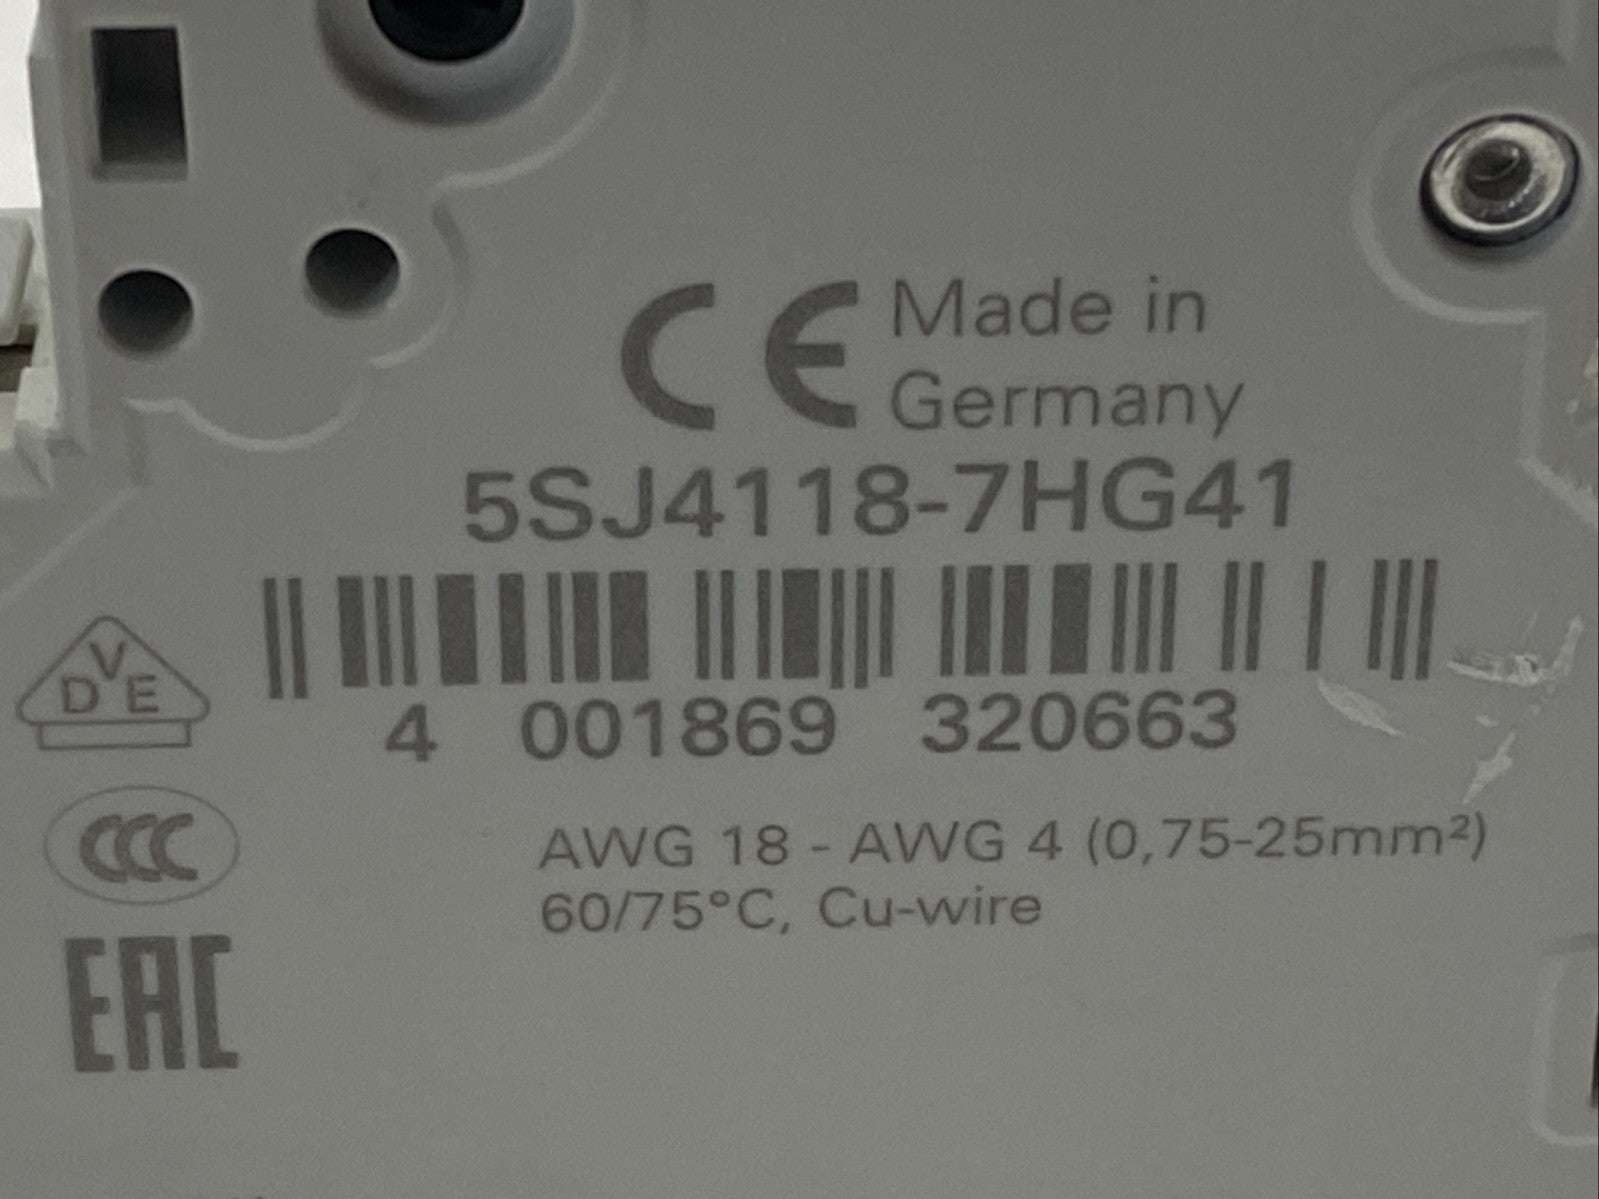 CE Made in
Germany
5SJ4118-7HG41
4 001869 320663
V
DE
CCC
EAC
AWG 18 - AWG 4 (0,75-25mm²)
60/75°C, Cu-wire